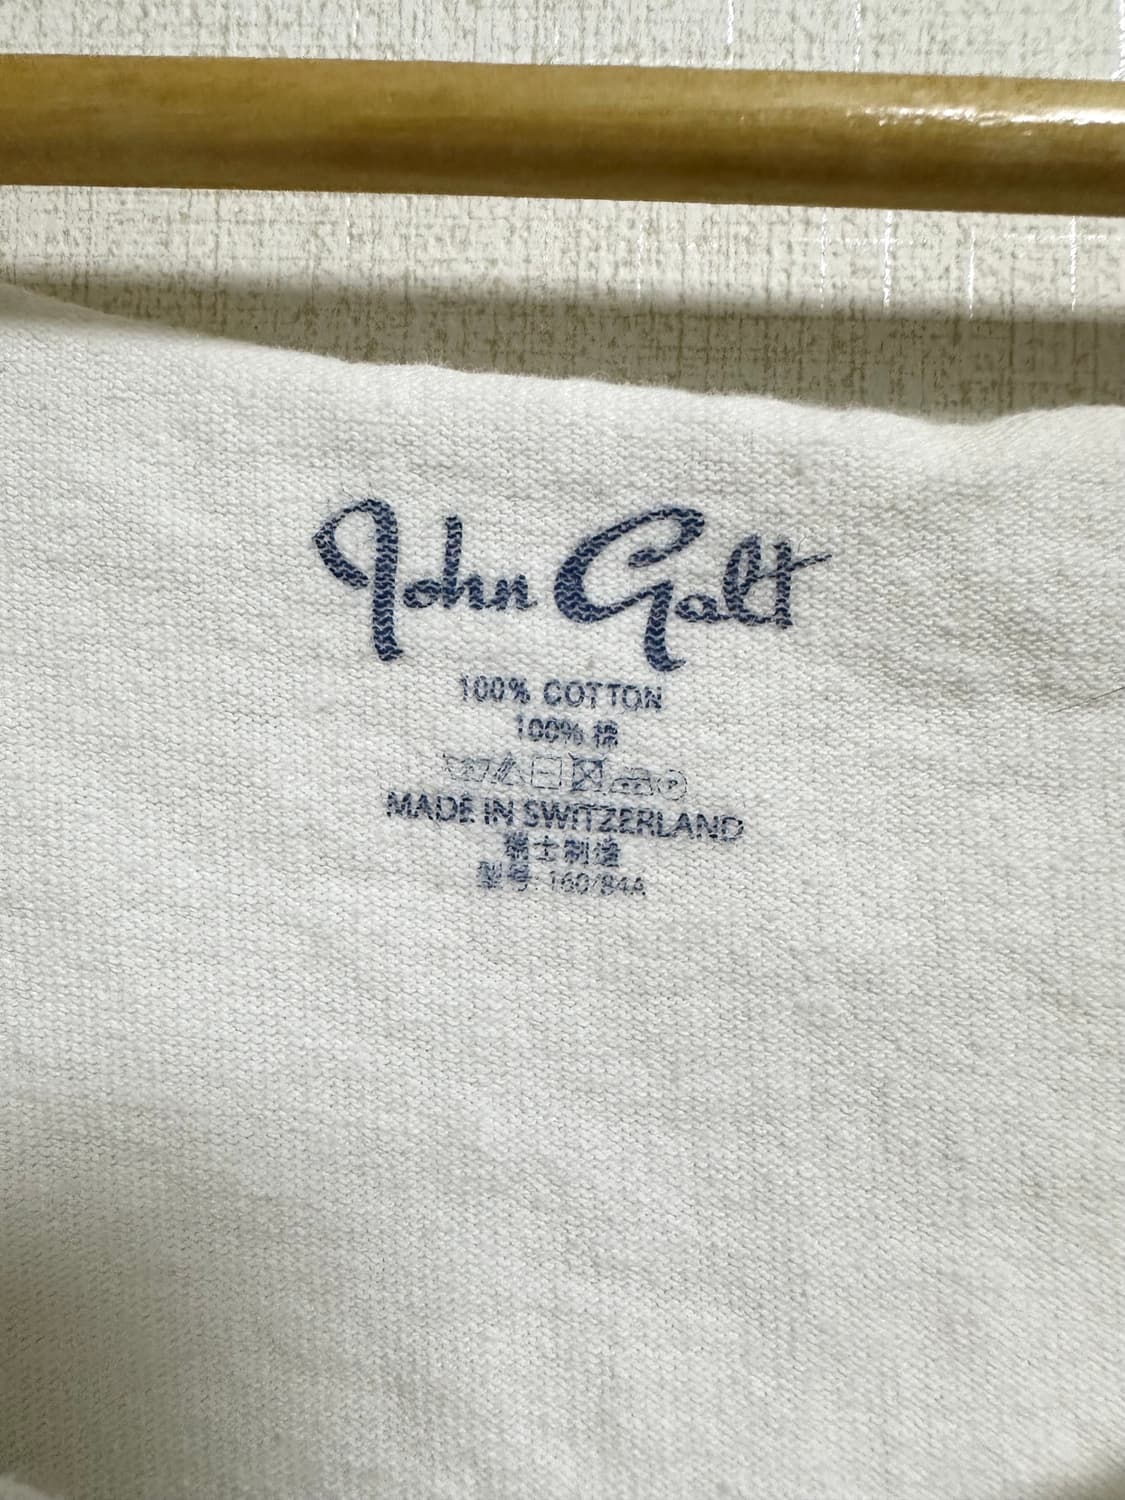 John Galt
100% COTTON
100% 棉
MADE IN SWITZERLAND
瑞士制造
型号: 160/84A